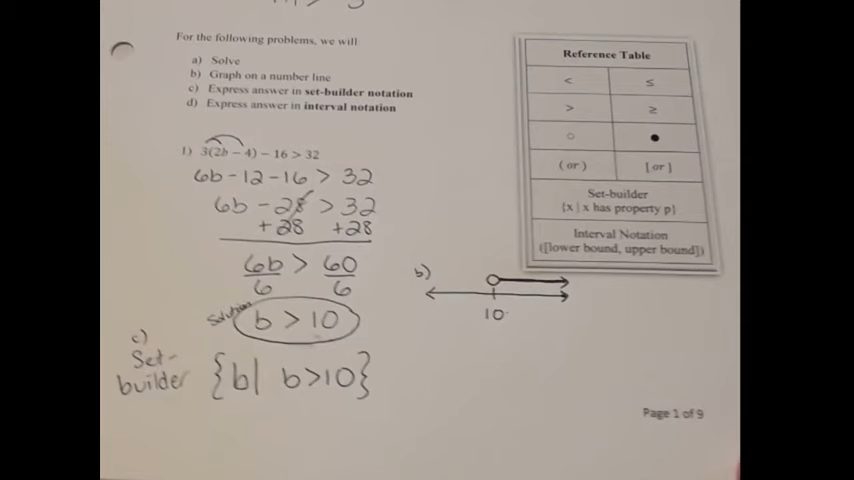 For the following problems, we will
a) Solve
b) Graph on a number line
c) Express answer in set-builder notation
d) Express answer in interval notation
Reference Table
< ≤
> ≥
○ ●
( or ) [ or ]
Set-builder
{x | x has property p}
Interval Notation
([lower bound, upper bound])
1) 3(2b − 4) − 16 > 32
6b - 12 - 16 > 32
6b - 28 > 32
+28 +28
6b > 60
6 6
Solution b > 10
b)
10
c)
Set-
builder {b| b>10}
Page 1 of 9